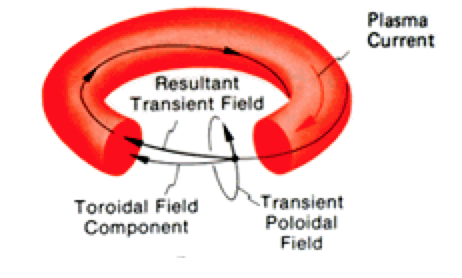 Plasma
Current
Resultant
Transient Field
Toroidal Field
Component
Transient
Poloidal
Field